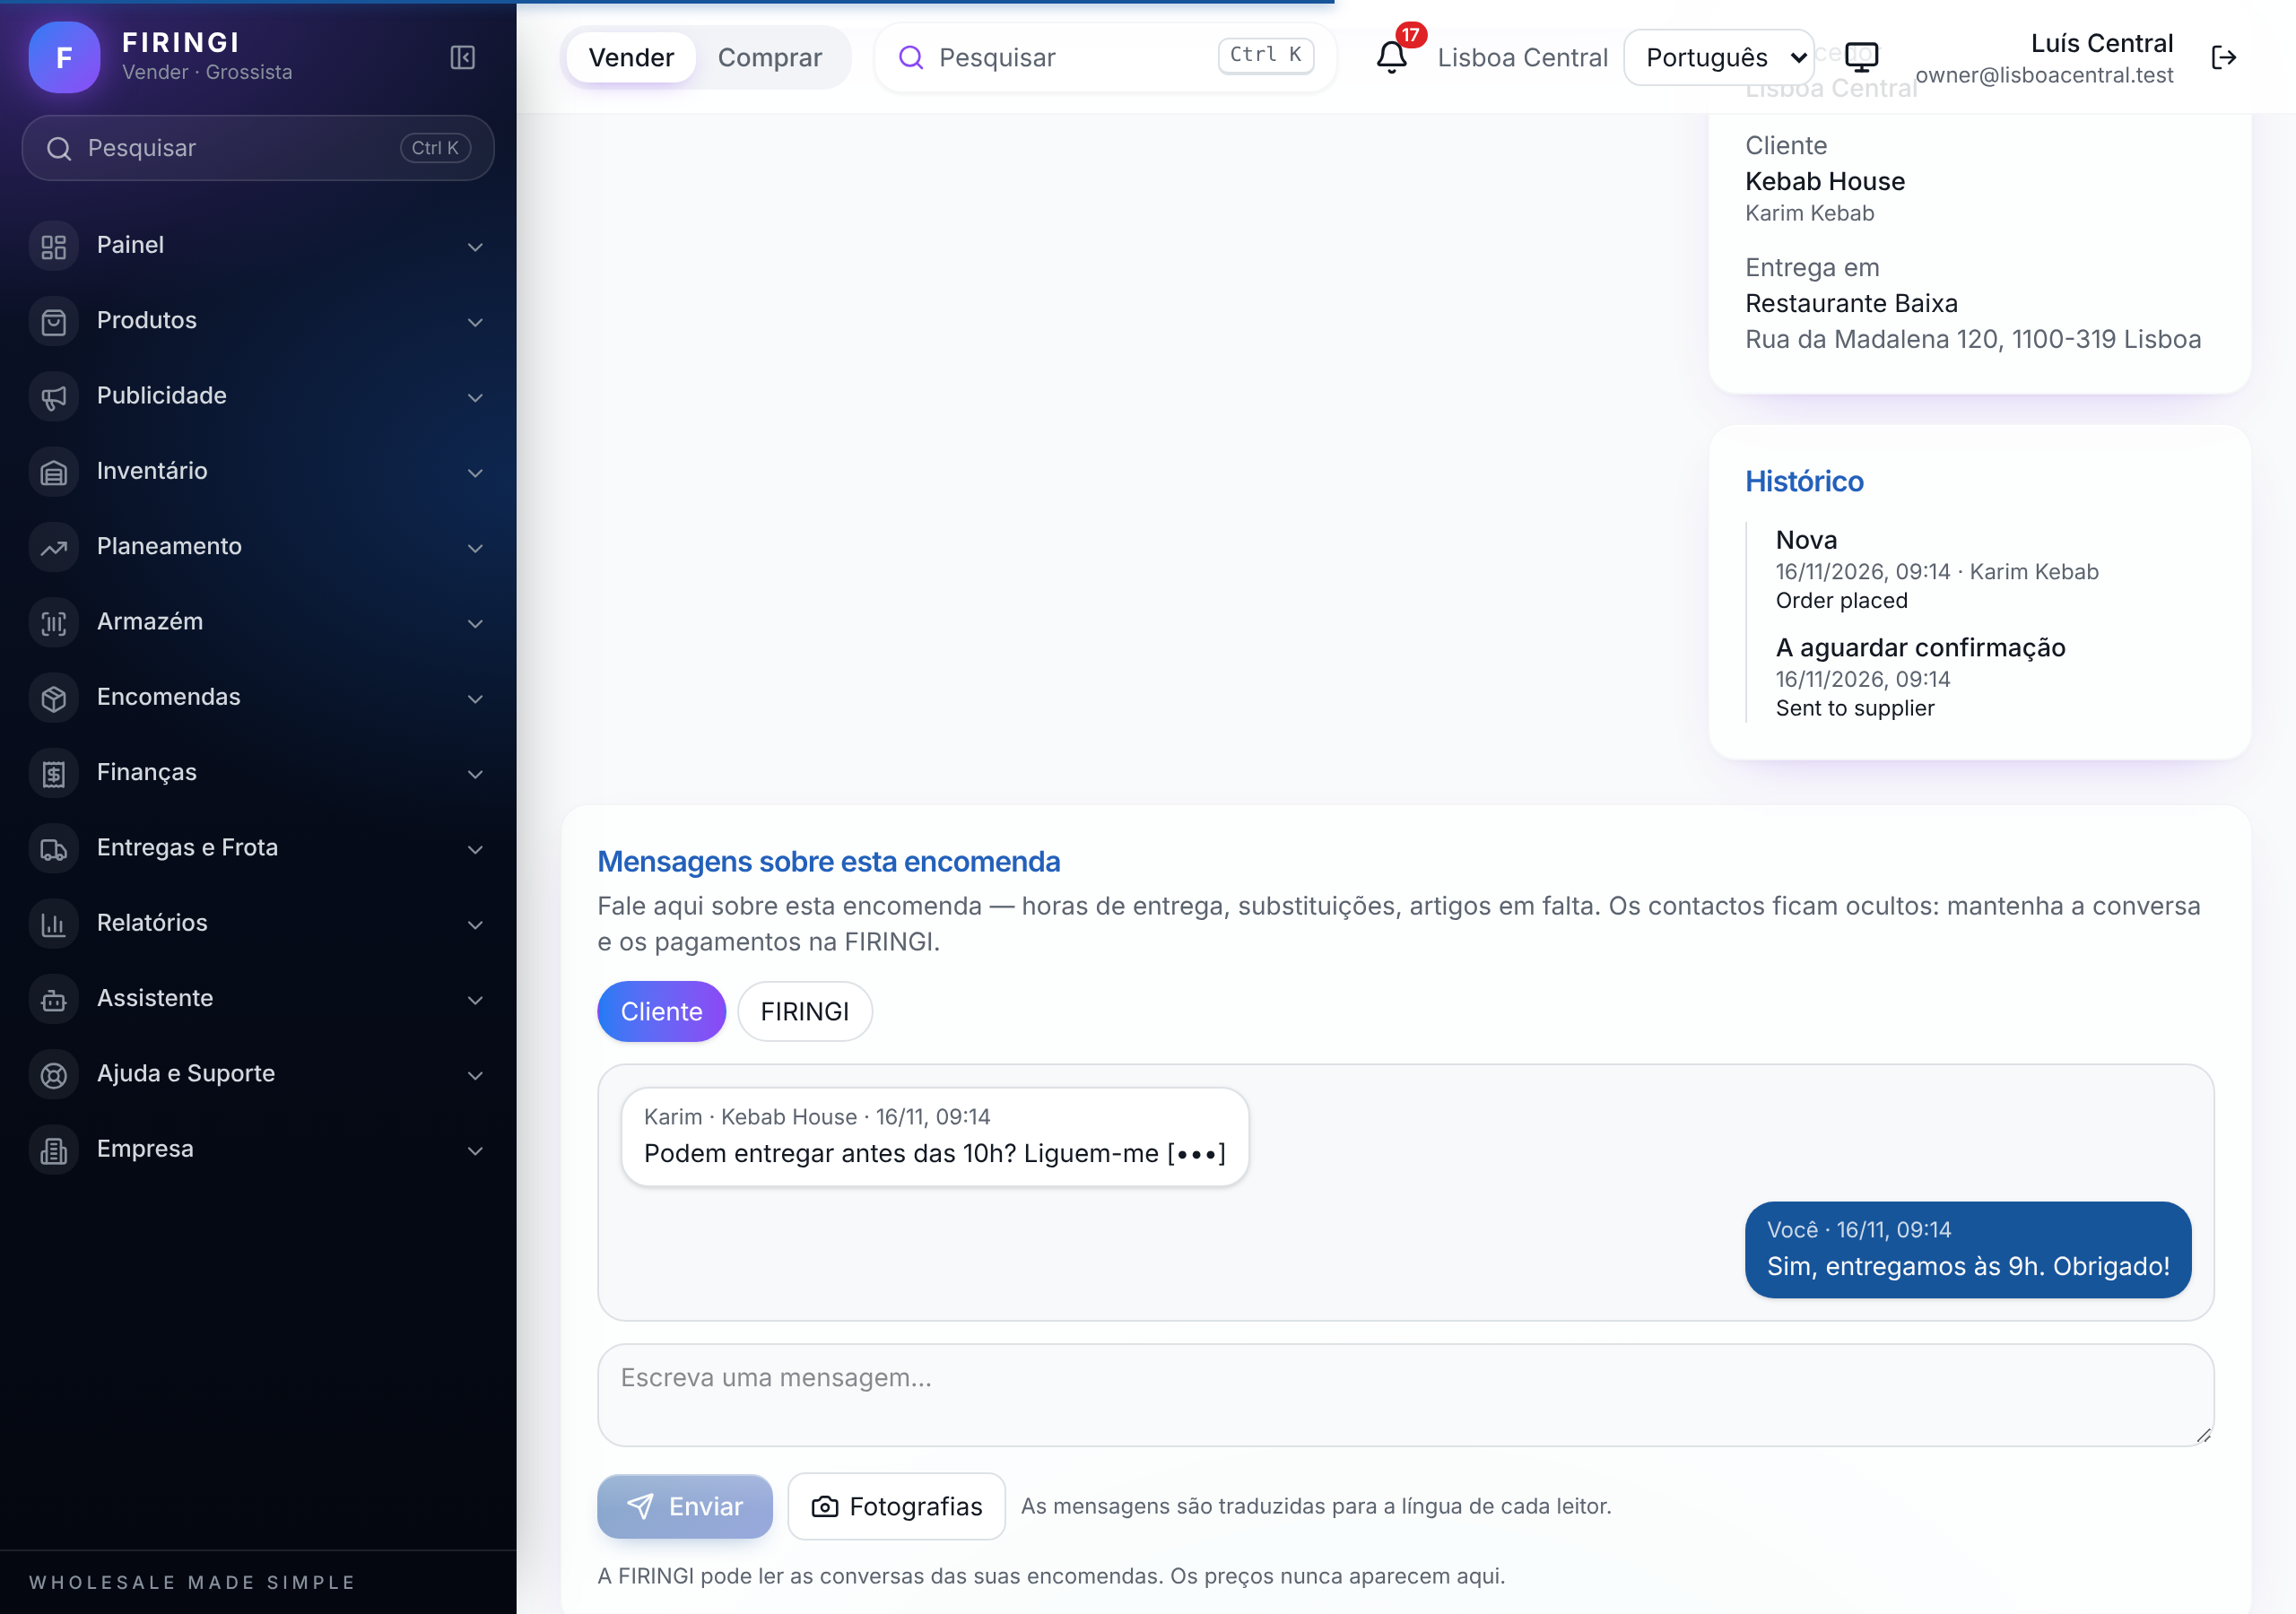 FIRINGI
Vender · Grossista
F
Pesquisar
Ctrl K
Painel
Produtos
Publicidade
Inventário
Planeamento
Armazém
Encomendas
Finanças
Entregas e Frota
Relatórios
Assistente
Ajuda e Suporte
Empresa
WHOLESALE MADE SIMPLE
Vender
Comprar
Pesquisar
Ctrl K
17
Lisboa Central
Português
Luís Central
owner@lisboacentral.test
Lisboa Central
Cliente
Kebab House
Karim Kebab
Entrega em
Restaurante Baixa
Rua da Madalena 120, 1100-319 Lisboa
Histórico
Nova
16/11/2026, 09:14 · Karim Kebab
Order placed
A aguardar confirmação
16/11/2026, 09:14
Sent to supplier
Mensagens sobre esta encomenda
Fale aqui sobre esta encomenda — horas de entrega, substituições, artigos em falta. Os contactos ficam ocultos: mantenha a conversa
e os pagamentos na FIRINGI.
Cliente
FIRINGI
Karim · Kebab House · 16/11, 09:14
Podem entregar antes das 10h? Liguem-me [•••]
Você · 16/11, 09:14
Sim, entregamos às 9h. Obrigado!
Escreva uma mensagem...
Enviar
Fotografias
As mensagens são traduzidas para a língua de cada leitor.
A FIRINGI pode ler as conversas das suas encomendas. Os preços nunca aparecem aqui.